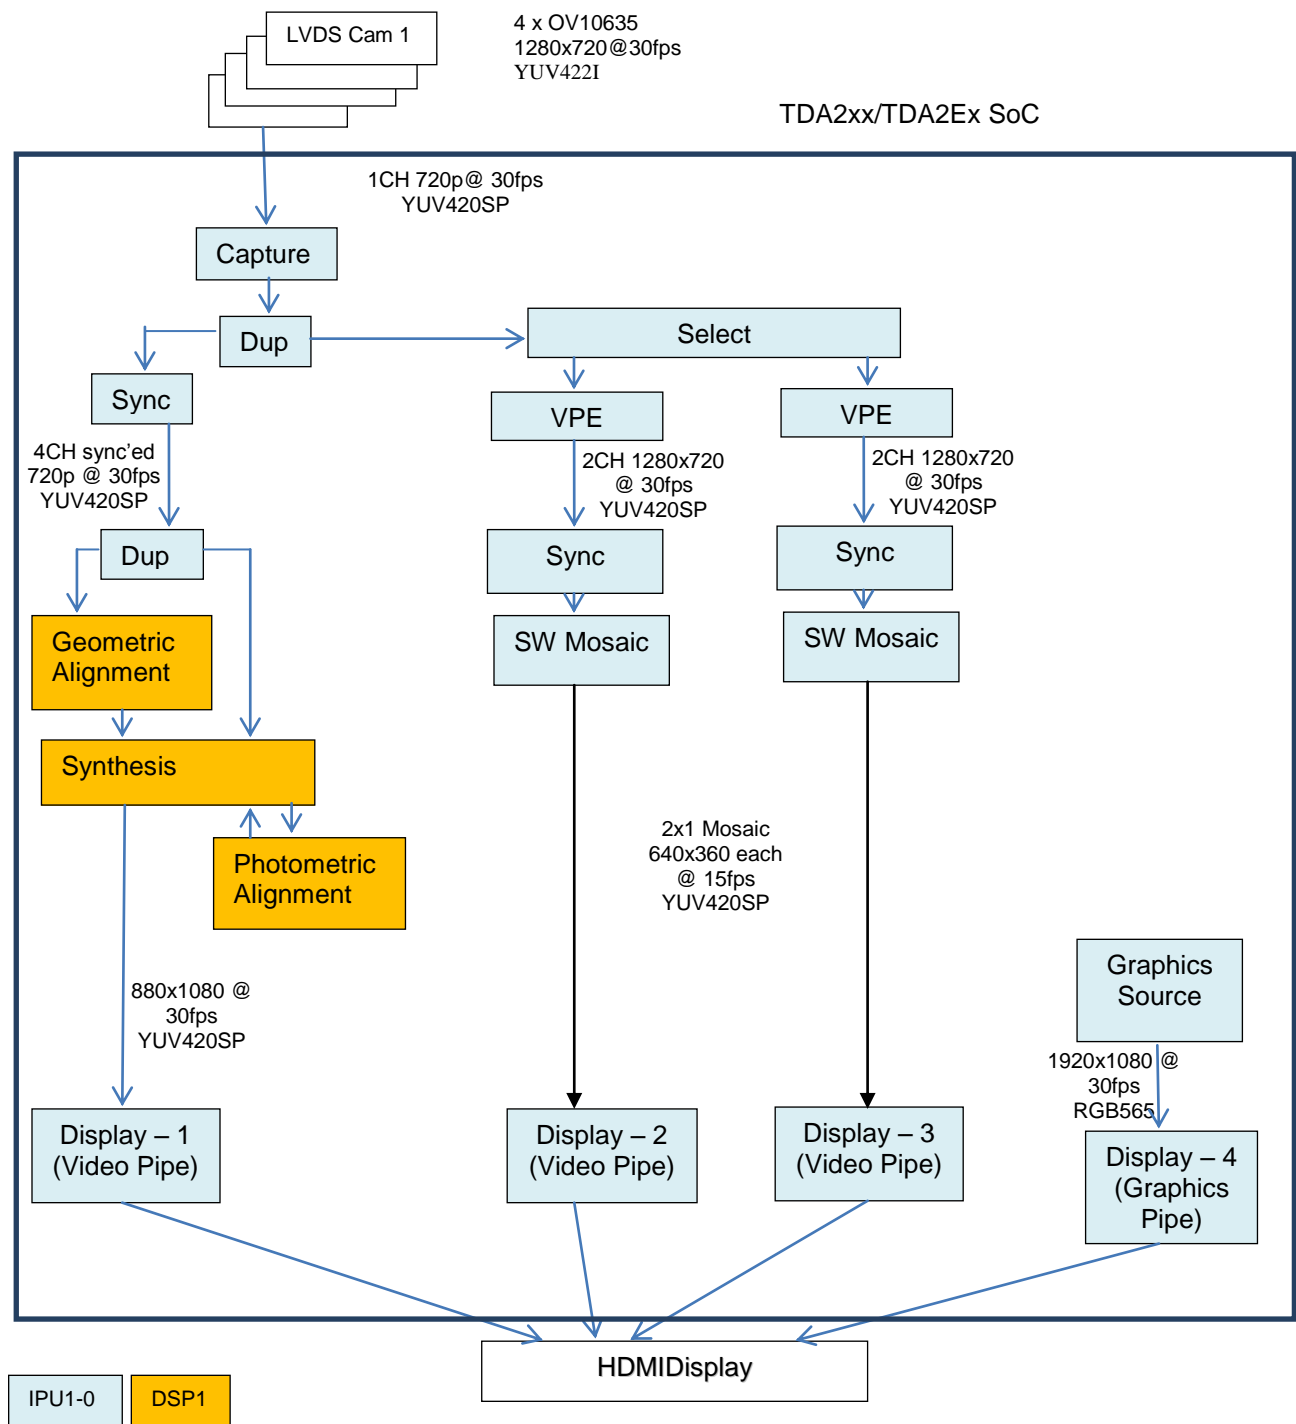 LVDS Cam 1
4 x OV10635
1280x720@30fps
YUV422I
TDA2xx/TDA2Ex SoC
1CH 720p@ 30fps
YUV420SP
Capture
Dup
Select
Sync
VPE
VPE
4CH sync’ed
720p @ 30fps
YUV420SP
2CH 1280x720
@ 30fps
YUV420SP
2CH 1280x720
@ 30fps
YUV420SP
Dup
Sync
Sync
Geometric
Alignment
SW Mosaic
SW Mosaic
Synthesis
Photometric
Alignment
2x1 Mosaic
640x360 each
@ 15fps
YUV420SP
880x1080 @
30fps
YUV420SP
Graphics
Source
1920x1080 @
30fps
RGB565
Display – 1
(Video Pipe)
Display – 2
(Video Pipe)
Display – 3
(Video Pipe)
Display – 4
(Graphics
Pipe)
HDMIDisplay
IPU1-0
DSP1